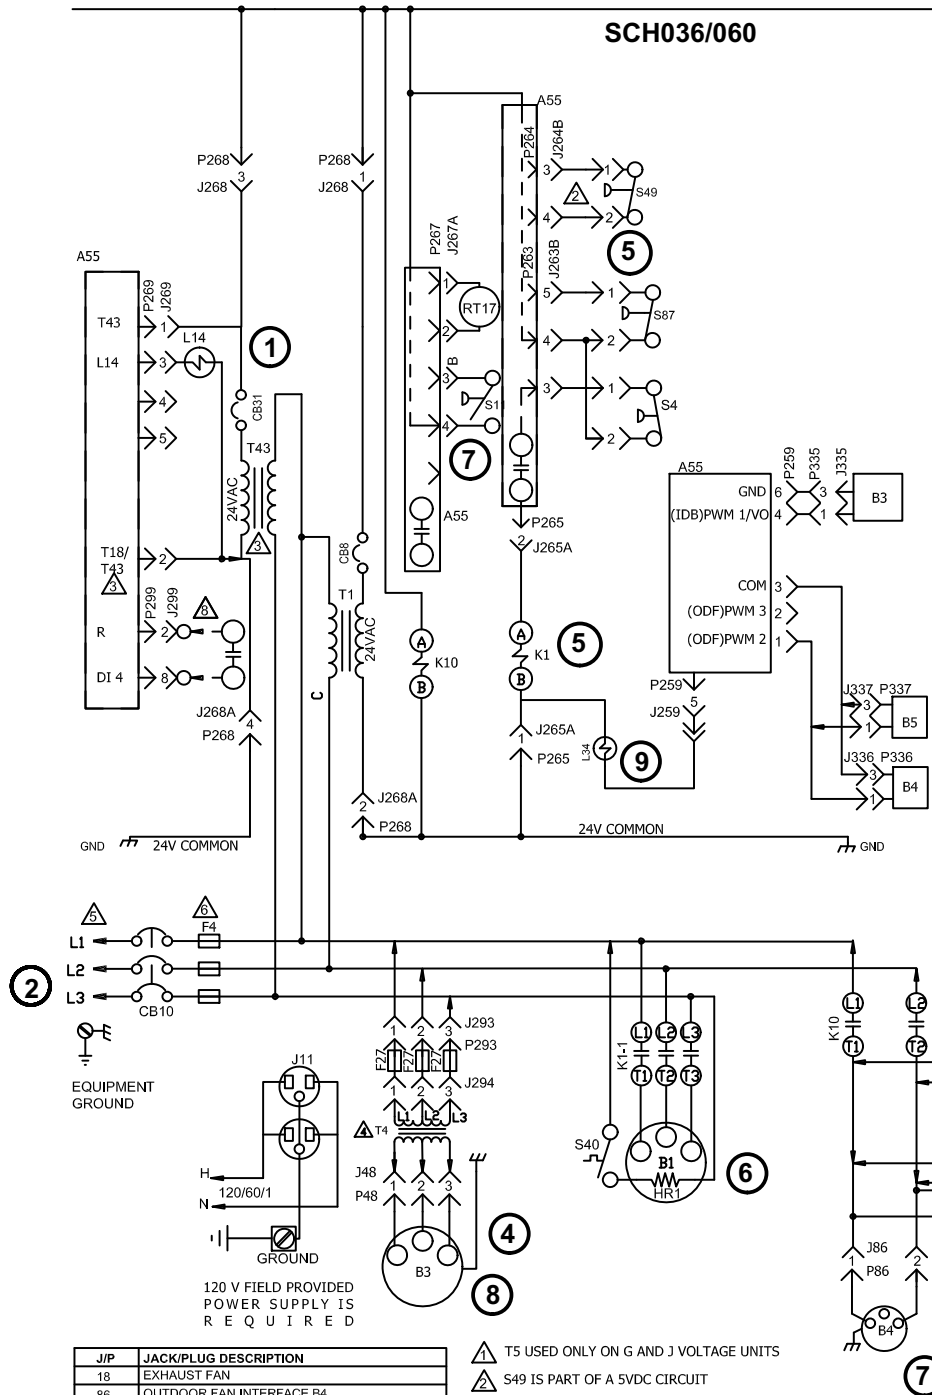 SCH036/060
A55
P264
J264B
P268
3
J268
P268
1
J268
3
1
2
S49
4
2
5
P267
J267A
P263
J263B
A55
P269
J269
T43
1
L14
1
L14
3
4
5
CB31
T43
24VAC
3
1
RT17
2
B
3
S1
4
7
A55
5
1
S87
4
2
3
1
S4
2
P265
2
J265A
A55
P259
P335
J335
GND
6
3
B3
(IDB)PWM 1/VO
4
1
COM
3
(ODF)PWM 3
2
(ODF)PWM 2
1
T18/
T43
3
2
P299
J299
8
R
2
DI 4
8
CB8
T1
24VAC
C
A
K10
B
A
K1
B
5
P259
5
J259
J337
P337
3
1
B5
J336
P336
3
1
B4
J268A
4
P268
J265A
1
P265
L34
9
J268A
2
P268
GND
24V COMMON
24V COMMON
GND
5
6
F4
L1
L2
L3
2
CB10
EQUIPMENT
GROUND
J11
H
120/60/1
N
GROUND
120 V FIELD PROVIDED
POWER SUPPLY IS
REQUIRED
1
2
3
J293
P293
F27
F27
F27
J294
1
2
3
L1
L2
L3
4
T4
J48
1
2
3
P48
B3
4
8
K1-1
L1
L2
L3
T1
T2
T3
S40
B1
HR1
6
K10
L1
L2
T1
T2
J86
1
2
P86
B4
7
J/P
JACK/PLUG DESCRIPTION
18
EXHAUST FAN
86
OUTDOOR FAN INTERFACE B4
1
T5 USED ONLY ON G AND J VOLTAGE UNITS
2
S49 IS PART OF A 5VDC CIRCUIT